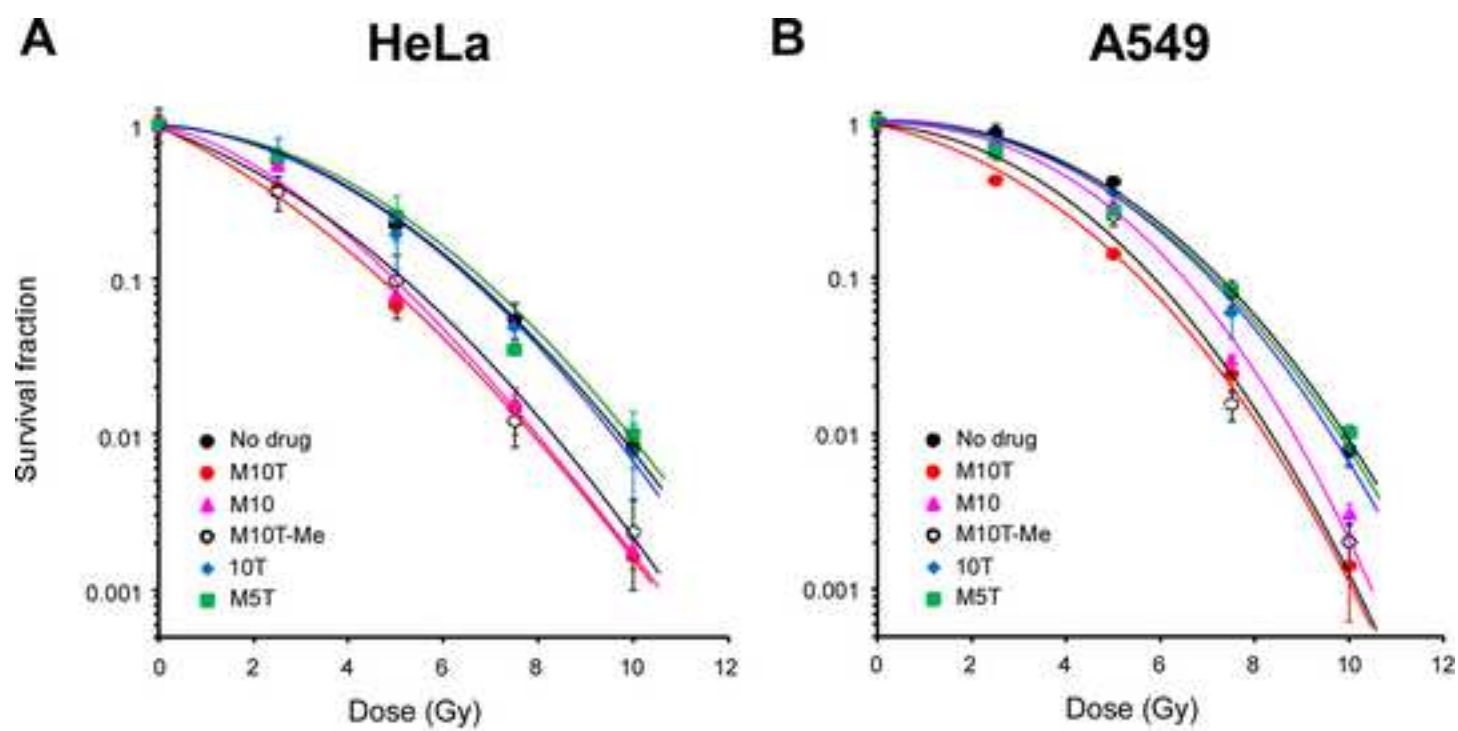 A
HeLa
Survival fraction
1
0.1
0.01
0.001
No drug
M10T
M10
M10T-Me
10T
M5T
0 2 4 6 8 10 12
Dose (Gy)
B
A549
1
0.1
0.01
0.001
No drug
M10T
M10
M10T-Me
10T
M5T
0 2 4 6 8 10 12
Dose (Gy)